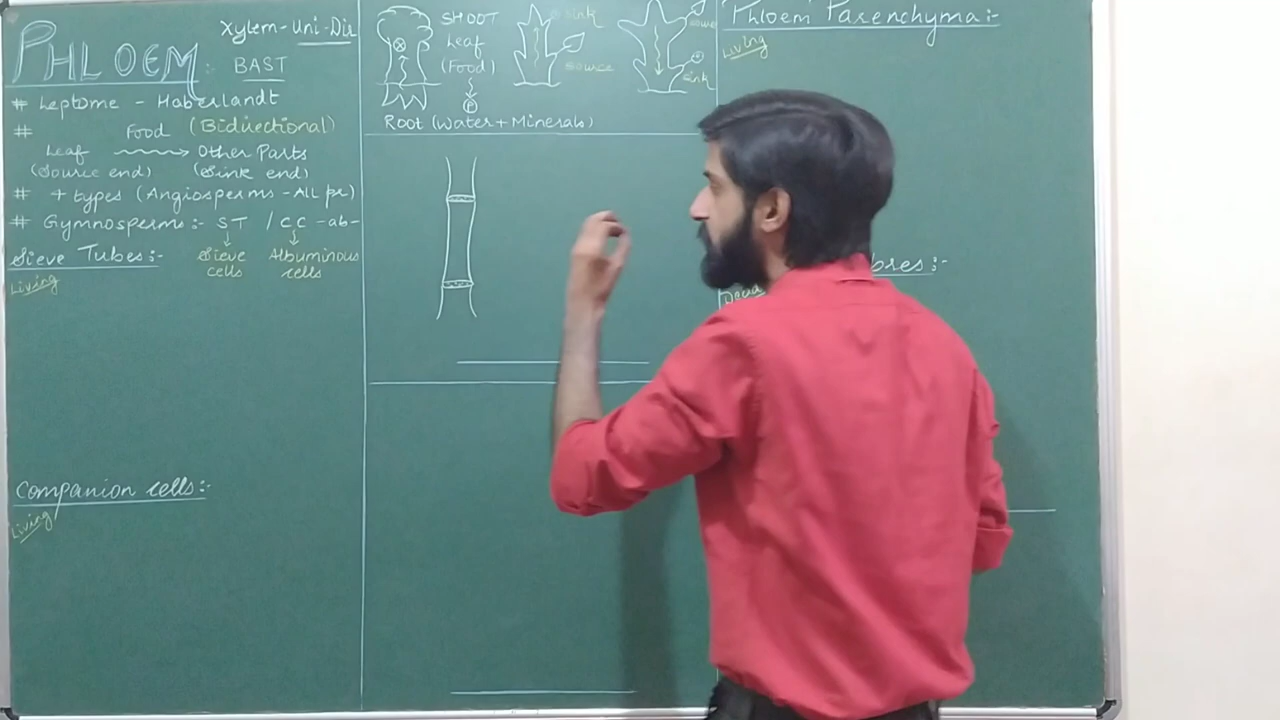 Xylem - Uni-Dir
PHLOEM:
BAST
# Leptome - Haberlandt
# Food (Bidirectional)
Leaf Other Parts
(Source end) (Sink end)
# 4 types (Angiosperms - All pr)
# Gymnosperms:- ST / CC -ab-
Sieve cells Albuminous cells
Sieve Tubes:-
Living
Companion cells:-
Living
SHOOT
Leaf
(Food)
P
Root (Water + Minerals)
Sink
Source
Sink
Phloem Parenchyma:-
Living
bres:-
Dead